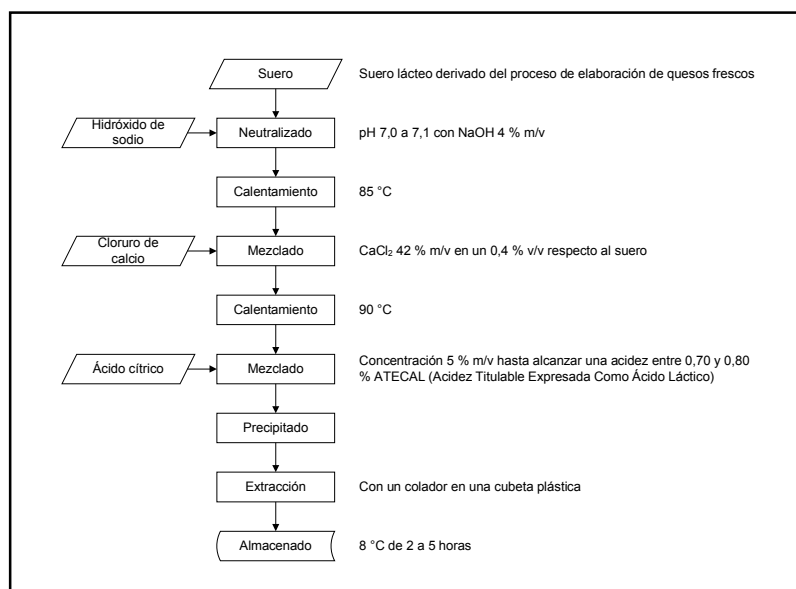 Suero
Suero lácteo derivado del proceso de elaboración de quesos frescos
Hidróxido de
sodio
Neutralizado
pH 7,0 a 7,1 con NaOH 4 % m/v
Calentamiento
85 °C
Cloruro de
calcio
Mezclado
CaCl₂ 42 % m/v en un 0,4 % v/v respecto al suero
Calentamiento
90 °C
Ácido cítrico
Mezclado
Concentración 5 % m/v hasta alcanzar una acidez entre 0,70 y 0,80
% ATECAL (Acidez Titulable Expresada Como Ácido Láctico)
Precipitado
Extracción
Con un colador en una cubeta plástica
Almacenado
8 °C de 2 a 5 horas